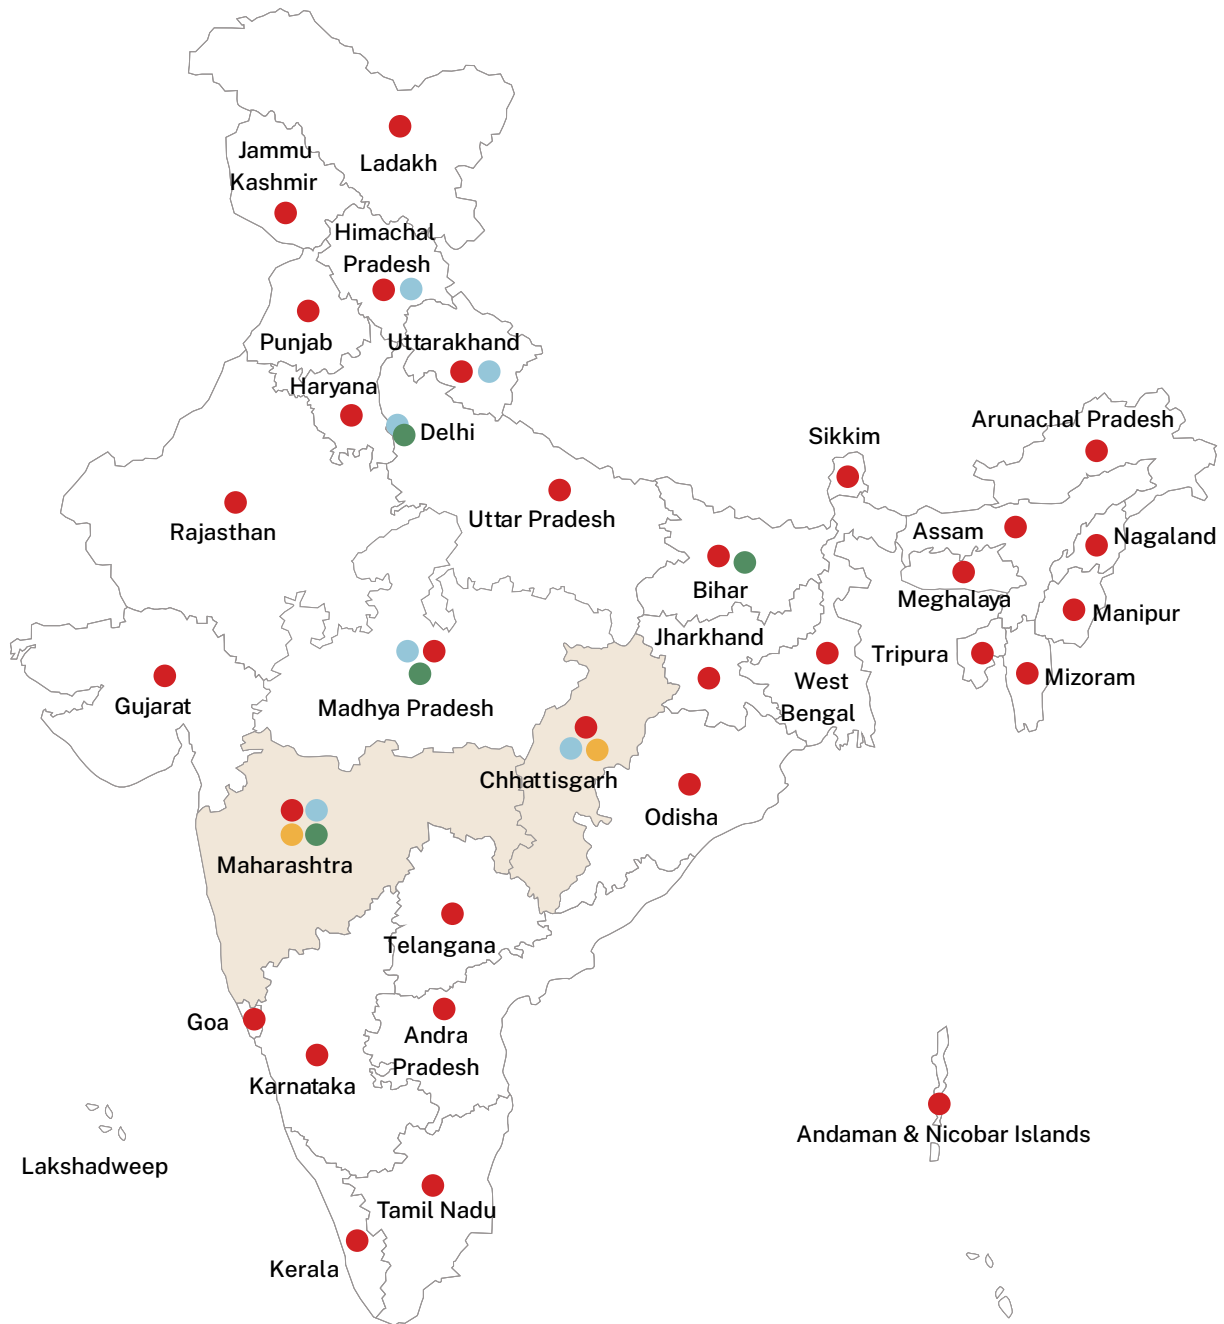 Jammu
Kashmir
Ladakh
Himachal
Pradesh
Punjab
Uttarakhand
Haryana
Delhi
Sikkim
Arunachal Pradesh
Rajasthan
Uttar Pradesh
Assam
Nagaland
Bihar
Meghalaya
Manipur
Jharkhand
Tripura
West
Bengal
Mizoram
Gujarat
Madhya Pradesh
Chhattisgarh
Odisha
Maharashtra
Telangana
Goa
Andra
Pradesh
Karnataka
Andaman & Nicobar Islands
Lakshadweep
Tamil Nadu
Kerala